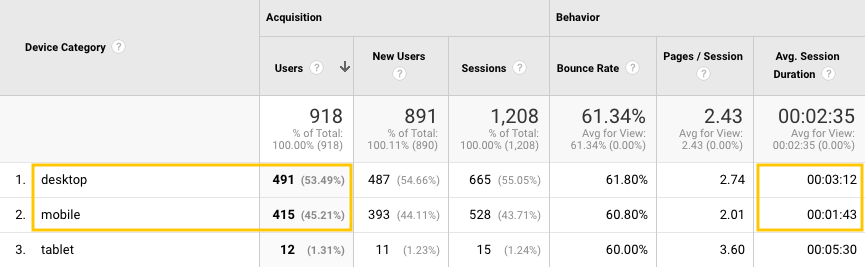 Acquisition Behavior
Device Category ?
Users ? New Users ? Sessions ? Bounce Rate ? Pages / Session ? Avg. Session Duration ?
918 891 1,208 61.34% 2.43 00:02:35
% of Total: % of Total: % of Total: Avg for View: Avg for View: Avg for View:
100.00% (918) 100.11% (890) 100.00% (1,208) 61.34% (0.00%) 2.43 (0.00%) 00:02:35 (0.00%)
1. desktop 491 (53.49%) 487 (54.66%) 665 (55.05%) 61.80% 2.74 00:03:12
2. mobile 415 (45.21%) 393 (44.11%) 528 (43.71%) 60.80% 2.01 00:01:43
3. tablet 12 (1.31%) 11 (1.23%) 15 (1.24%) 60.00% 3.60 00:05:30